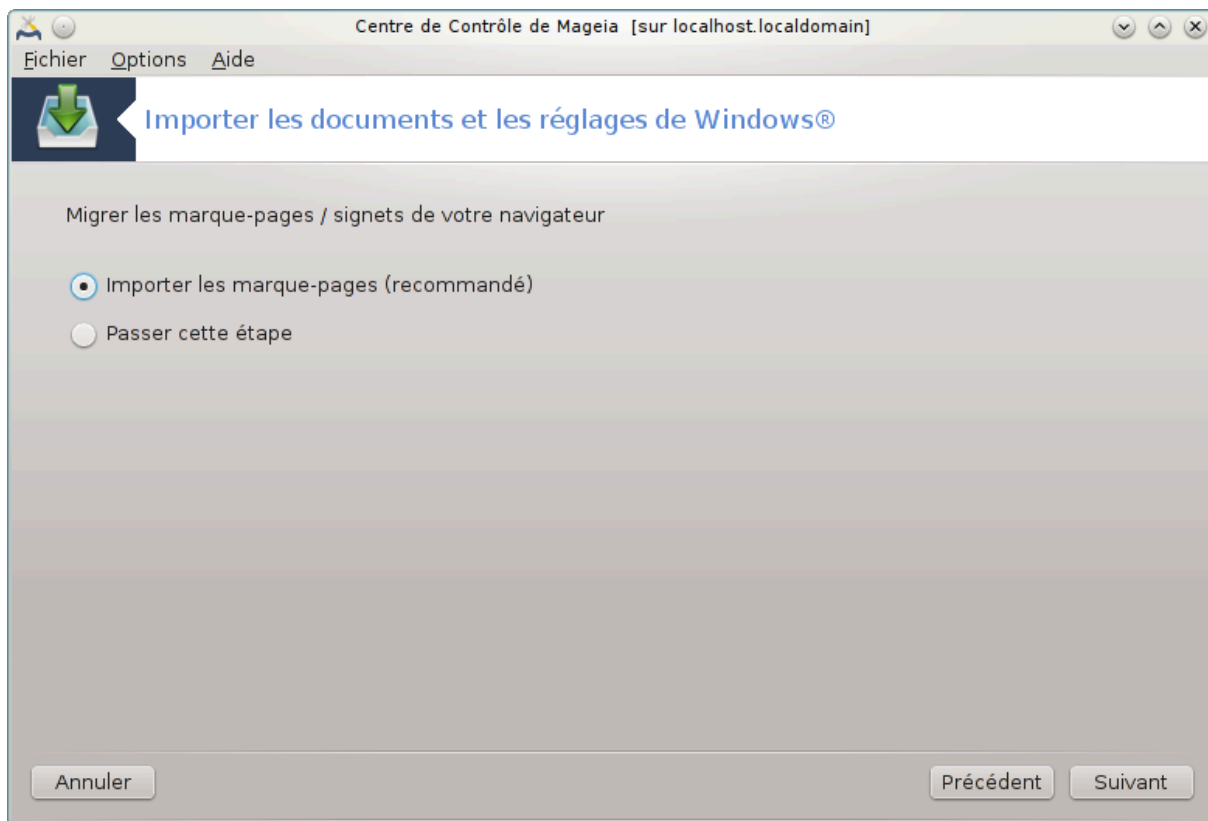 Centre de Contrôle de Mageia [sur localhost.localdomain]
Fichier Options Aide
Importer les documents et les réglages de Windows®
Migrer les marque-pages / signets de votre navigateur
Importer les marque-pages (recommandé)
Passer cette étape
Annuler Précédent Suivant